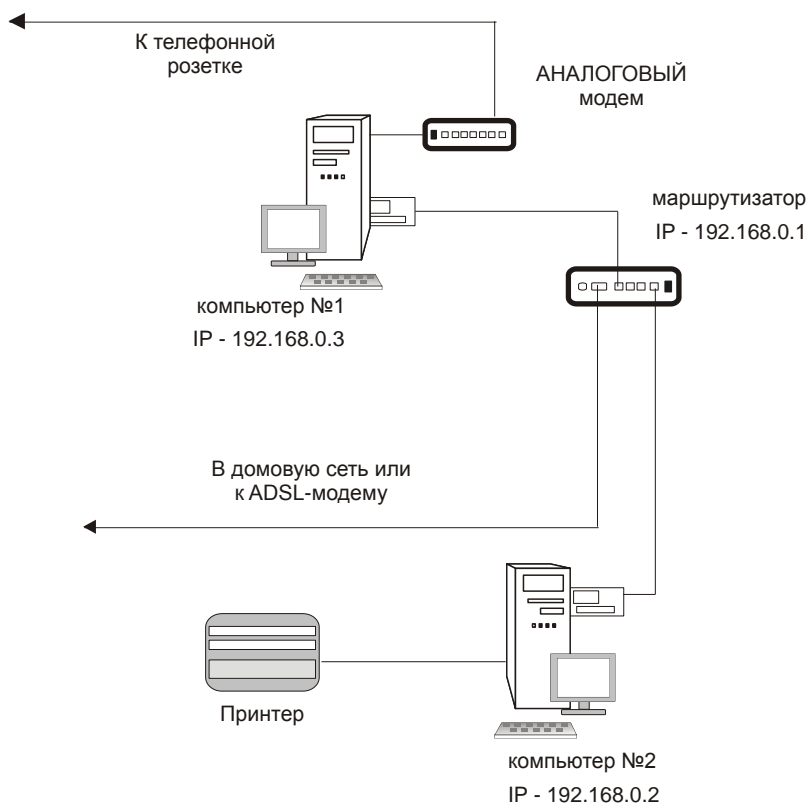 К телефонной
розетке
АНАЛОГОВЫЙ
модем
маршрутизатор
IP - 192.168.0.1
компьютер №1
IP - 192.168.0.3
В домовую сеть или
к ADSL-модему
Принтер
компьютер №2
IP - 192.168.0.2